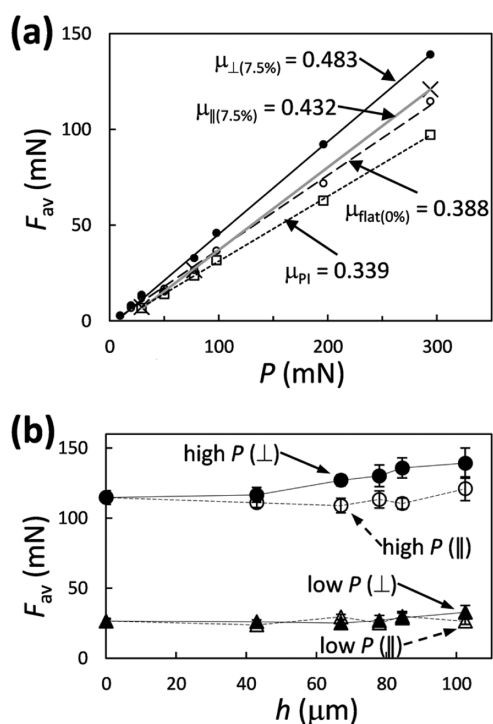 (a)
150
100
50
0
F_av (mN)
μ⊥(7.5%) = 0.483
μ∥(7.5%) = 0.432
μflat(0%) = 0.388
μPI = 0.339
0 100 200 300
P (mN)
(b)
150
100
50
0
F_av (mN)
high P (⊥)
high P (∥)
low P (⊥)
low P (∥)
0 20 40 60 80 100
h (μm)